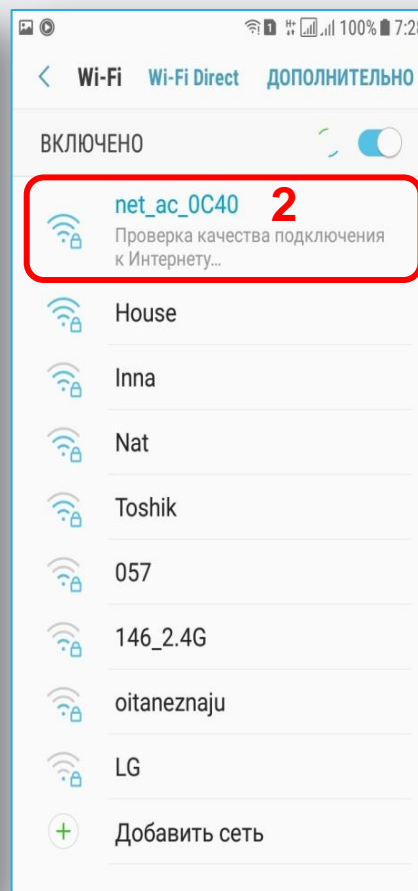 100% 7:28
Wi-Fi Wi-Fi Direct ДОПОЛНИТЕЛЬНО
ВКЛЮЧЕНО
net_ac_0C40 2
Проверка качества подключения
к Интернету...
House
Inna
Nat
Toshik
057
146_2.4G
oitaneznaju
LG
Добавить сеть